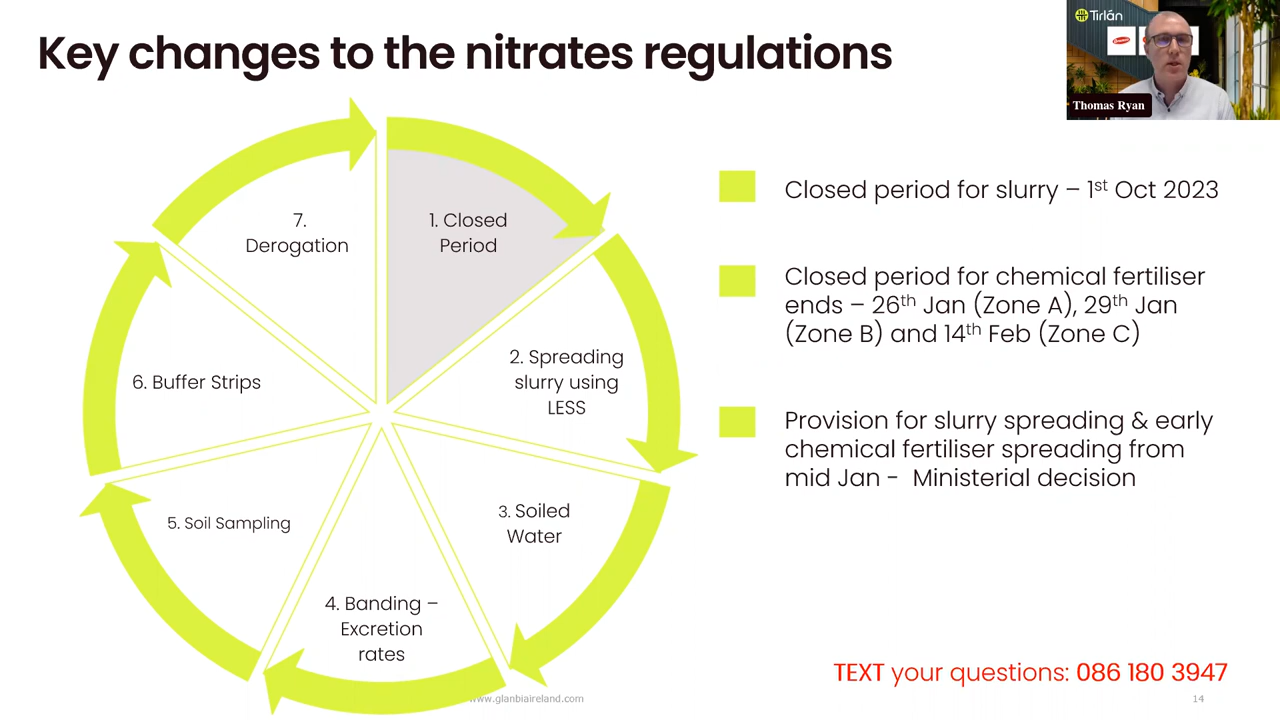 Key changes to the nitrates regulations
Tirlán
Thomas Ryan
7.
Derogation
1. Closed
Period
2. Spreading
slurry using
LESS
3. Soiled
Water
4. Banding –
Excretion
rates
5. Soil Sampling
6. Buffer Strips
Closed period for slurry – 1st Oct 2023
Closed period for chemical fertiliser
ends – 26th Jan (Zone A), 29th Jan
(Zone B) and 14th Feb (Zone C)
Provision for slurry spreading & early
chemical fertiliser spreading from
mid Jan - Ministerial decision
TEXT your questions: 086 180 3947
www.glanbiaireland.com
14